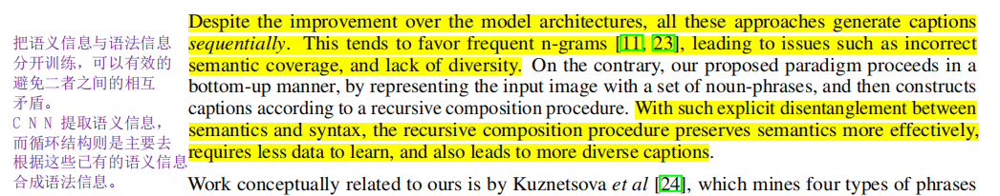 把语义信息与语法信息
分开训练，可以有效的
避免二者之间的相互
矛盾。
C N N 提取语义信息，
而循环结构则是主要去
根据这些已有的语义信息
合成语法信息。
Despite the improvement over the model architectures, all these approaches generate captions
sequentially. This tends to favor frequent n-grams [11, 23], leading to issues such as incorrect
semantic coverage, and lack of diversity. On the contrary, our proposed paradigm proceeds in a
bottom-up manner, by representing the input image with a set of noun-phrases, and then constructs
captions according to a recursive composition procedure. With such explicit disentanglement between
semantics and syntax, the recursive composition procedure preserves semantics more effectively,
requires less data to learn, and also leads to more diverse captions.
Work conceptually related to ours is by Kuznetsova et al [24], which mines four types of phrases